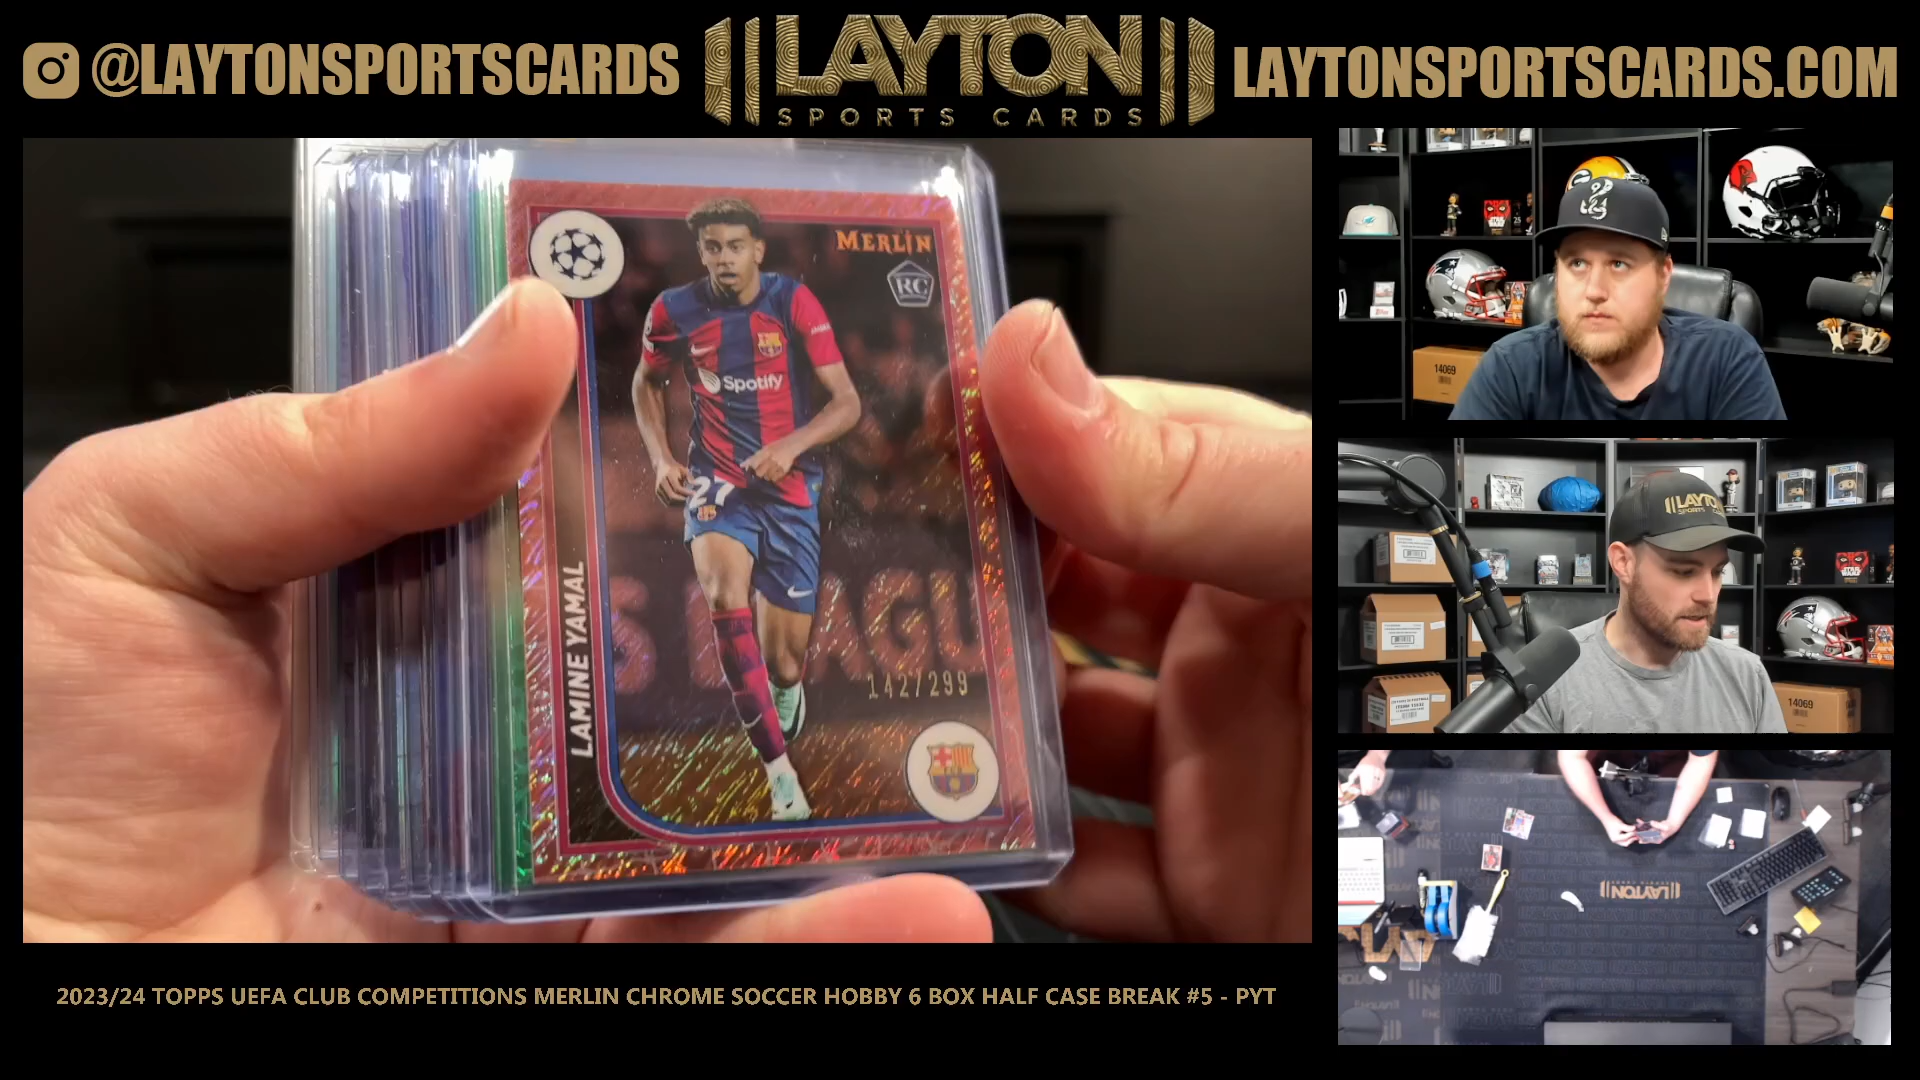 @LAYTONSPORTSCARDS
LAYTON
SPORTS CARDS
LAYTONSPORTSCARDS.COM
MERLIN
RC
Spotify
27
LAMINE YAMAL
142/299
2023/24 TOPPS UEFA CLUB COMPETITIONS MERLIN CHROME SOCCER HOBBY 6 BOX HALF CASE BREAK #5 - PYT
14069
LAYTON
14069
LAYTON